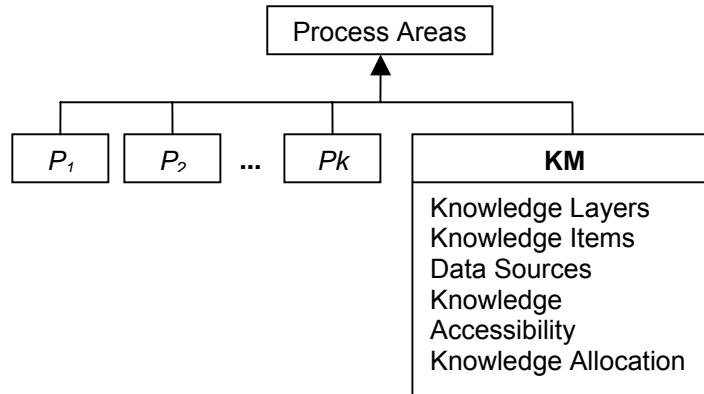 Process Areas
P₁ P₂ ... Pk KM
Knowledge Layers
Knowledge Items
Data Sources
Knowledge
Accessibility
Knowledge Allocation